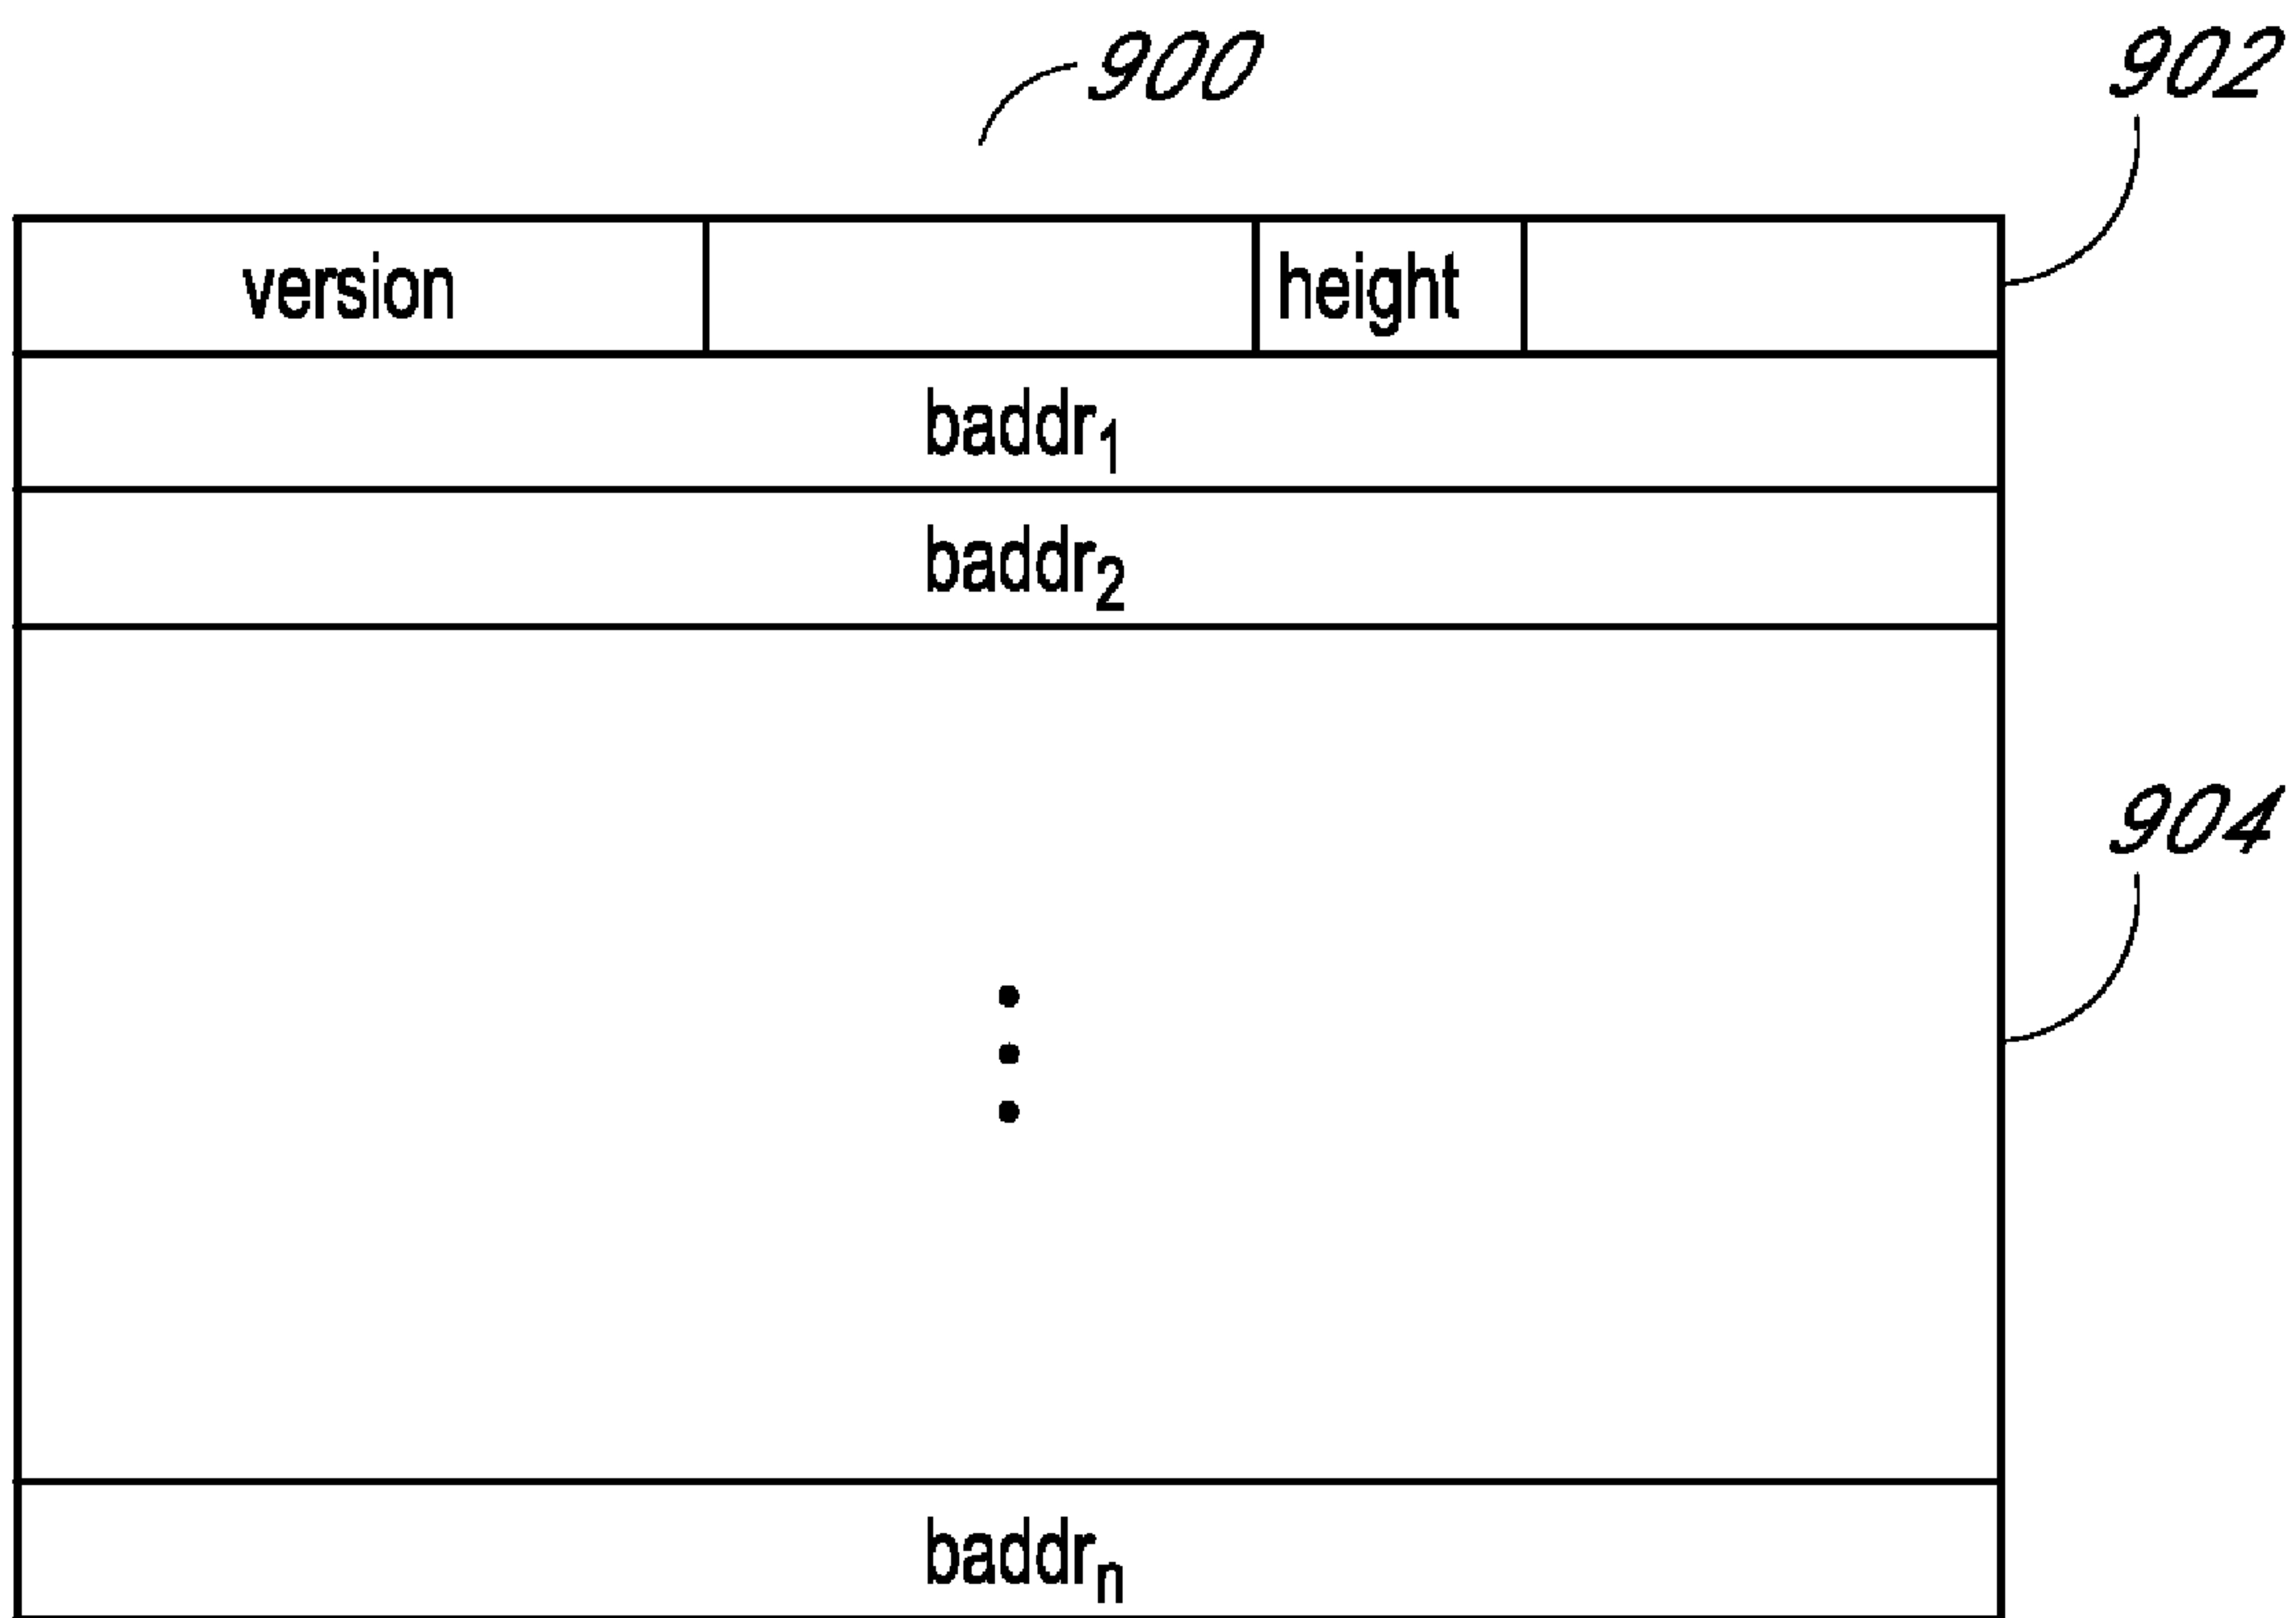 900 902
version height
baddr₁
baddr₂
904
baddrₙ